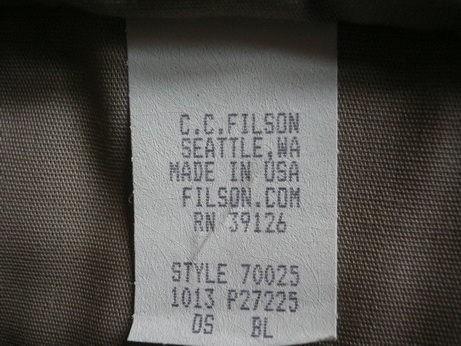 C.C.FILSON
SEATTLE,WA
MADE IN USA
FILSON.COM
RN 39126
STYLE 70025
1013 P27225
OS BL